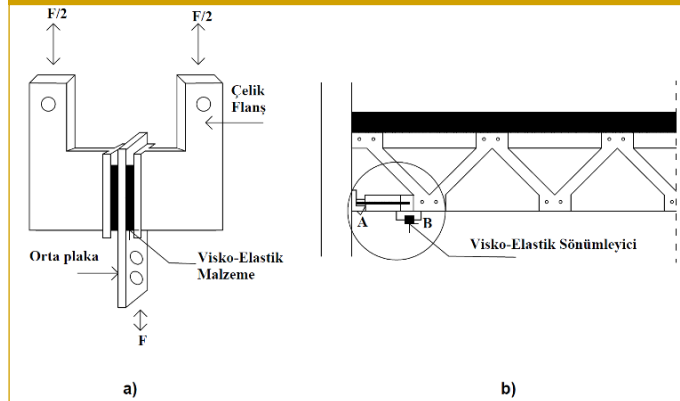 F/2
F/2
a)
Çelik
Flanş
Orta plaka
Visko-Elastik
Malzeme
F
a)
b)
A
B
Visko-Elastik Sönümleyici
b)